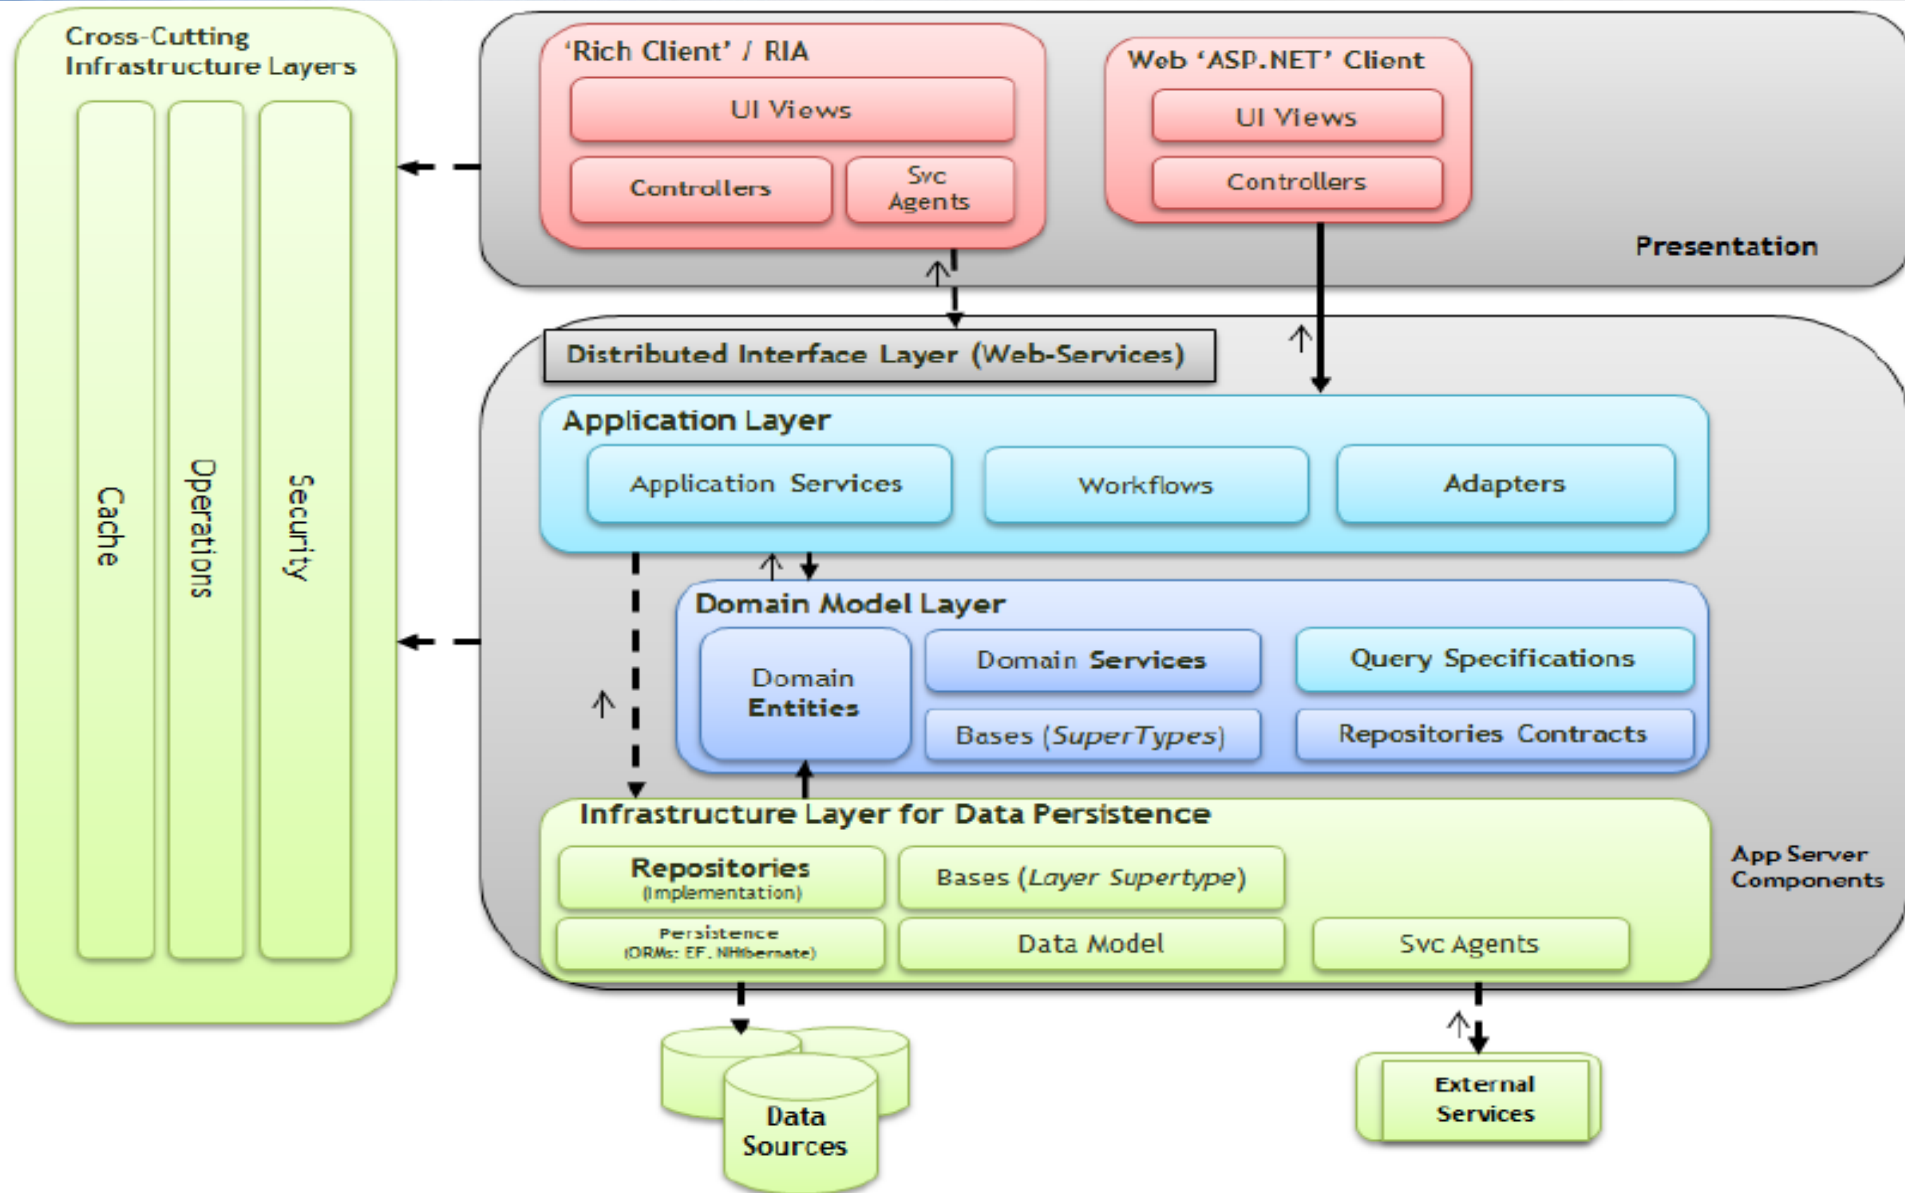 Cross-Cutting
Infrastructure Layers
Cache
Operations
Security
'Rich Client' / RIA
UI Views
Controllers
Svc
Agents
Web 'ASP.NET' Client
UI Views
Controllers
Presentation
Distributed Interface Layer (Web-Services)
Application Layer
Application Services
Workflows
Adapters
Domain Model Layer
Domain
Entities
Domain Services
Query Specifications
Bases (SuperTypes)
Repositories Contracts
Infrastructure Layer for Data Persistence
Repositories
(Implementation)
Bases (Layer Supertype)
Persistence
(ORMs: EF, NHibernate)
Data Model
Svc Agents
App Server
Components
Data
Sources
External
Services